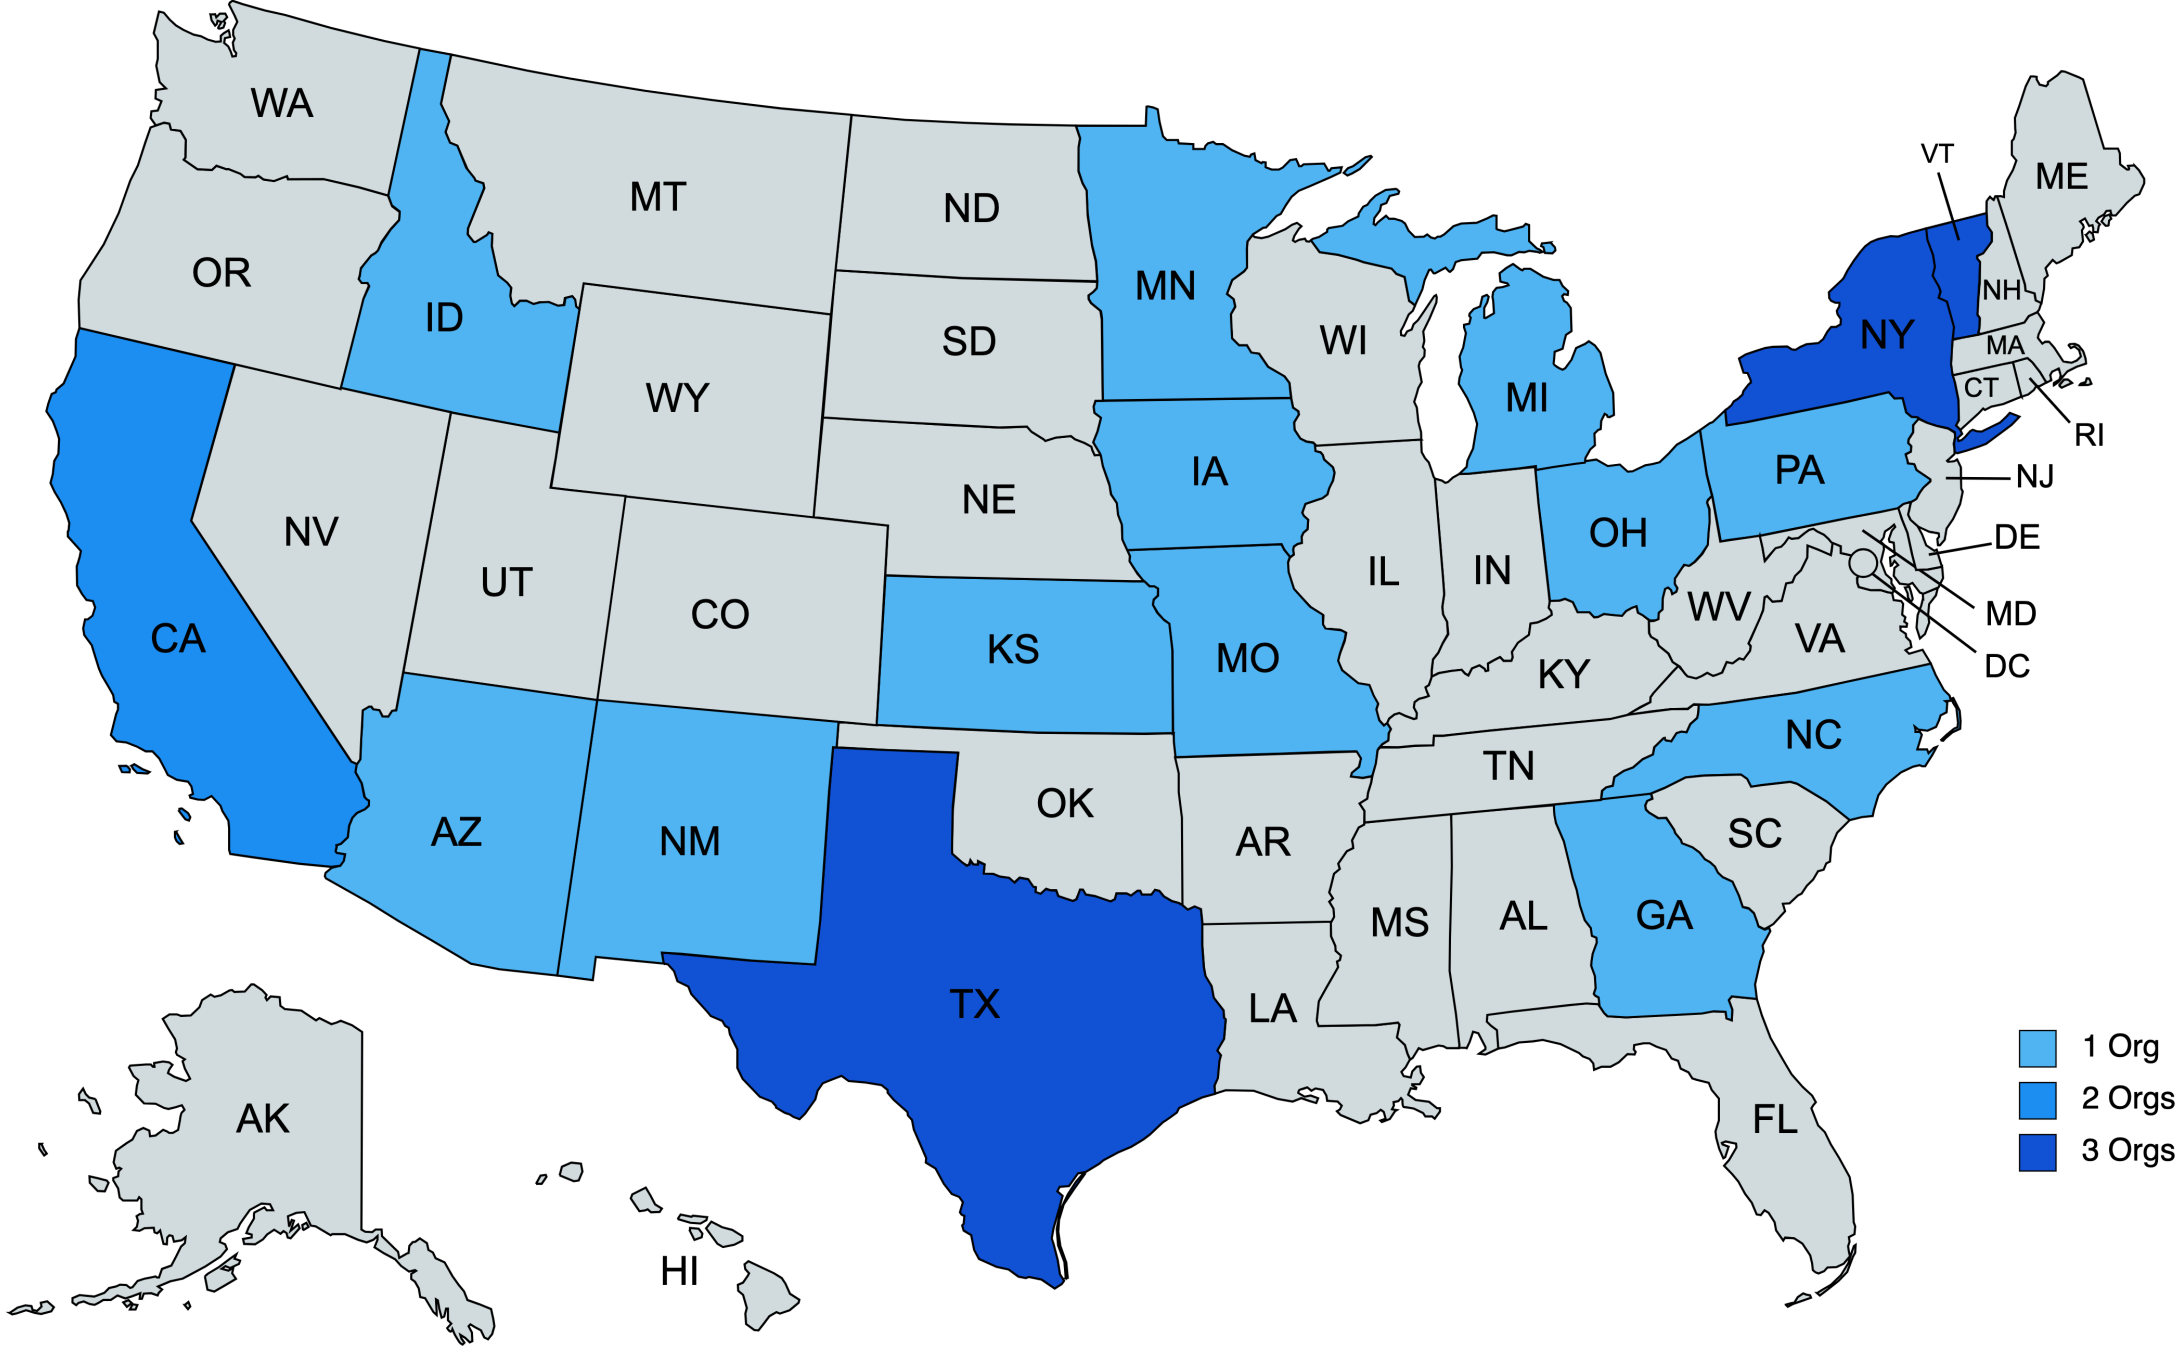 WA
VT
ME
MT
ND
OR
MN
NH
ID
NY
WI
SD
MA
CT
WY
MI
RI
IA
PA
NJ
NE
NV
OH
DE
UT
IL
IN
CO
WV
MD
CA
VA
KS
MO
DC
KY
NC
TN
OK
AZ
NM
AR
SC
MS
AL
GA
TX
LA
1 Org
2 Orgs
AK
FL
3 Orgs
HI